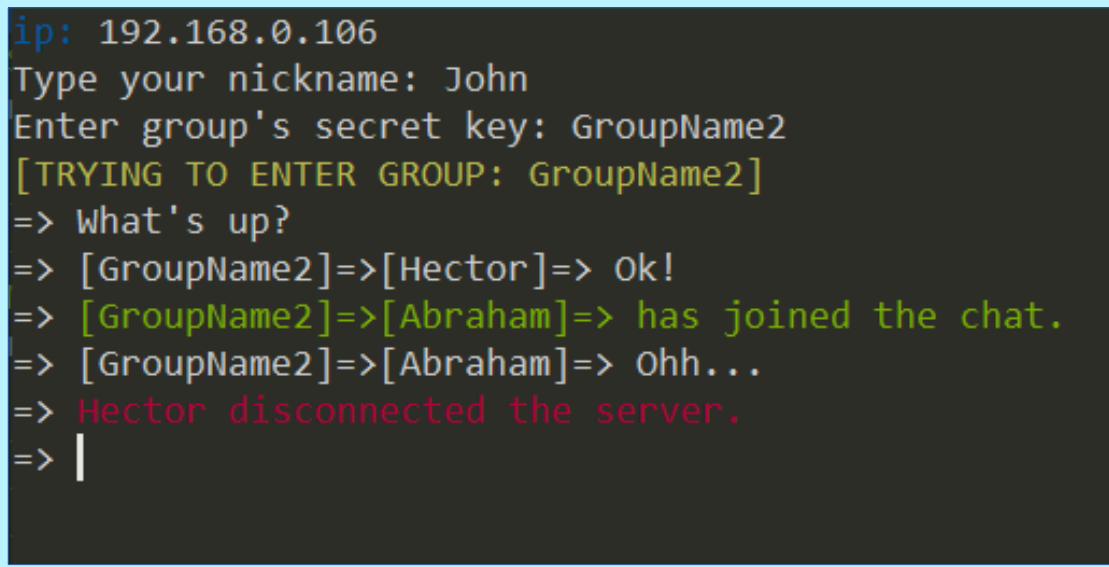 ip: 192.168.0.106
Type your nickname: John
Enter group's secret key: GroupName2
[TRYING TO ENTER GROUP: GroupName2]
=> What's up?
=> [GroupName2]=>[Hector]=> Ok!
=> [GroupName2]=>[Abraham]=> has joined the chat.
=> [GroupName2]=>[Abraham]=> Ohh...
=> Hector disconnected the server.
=>